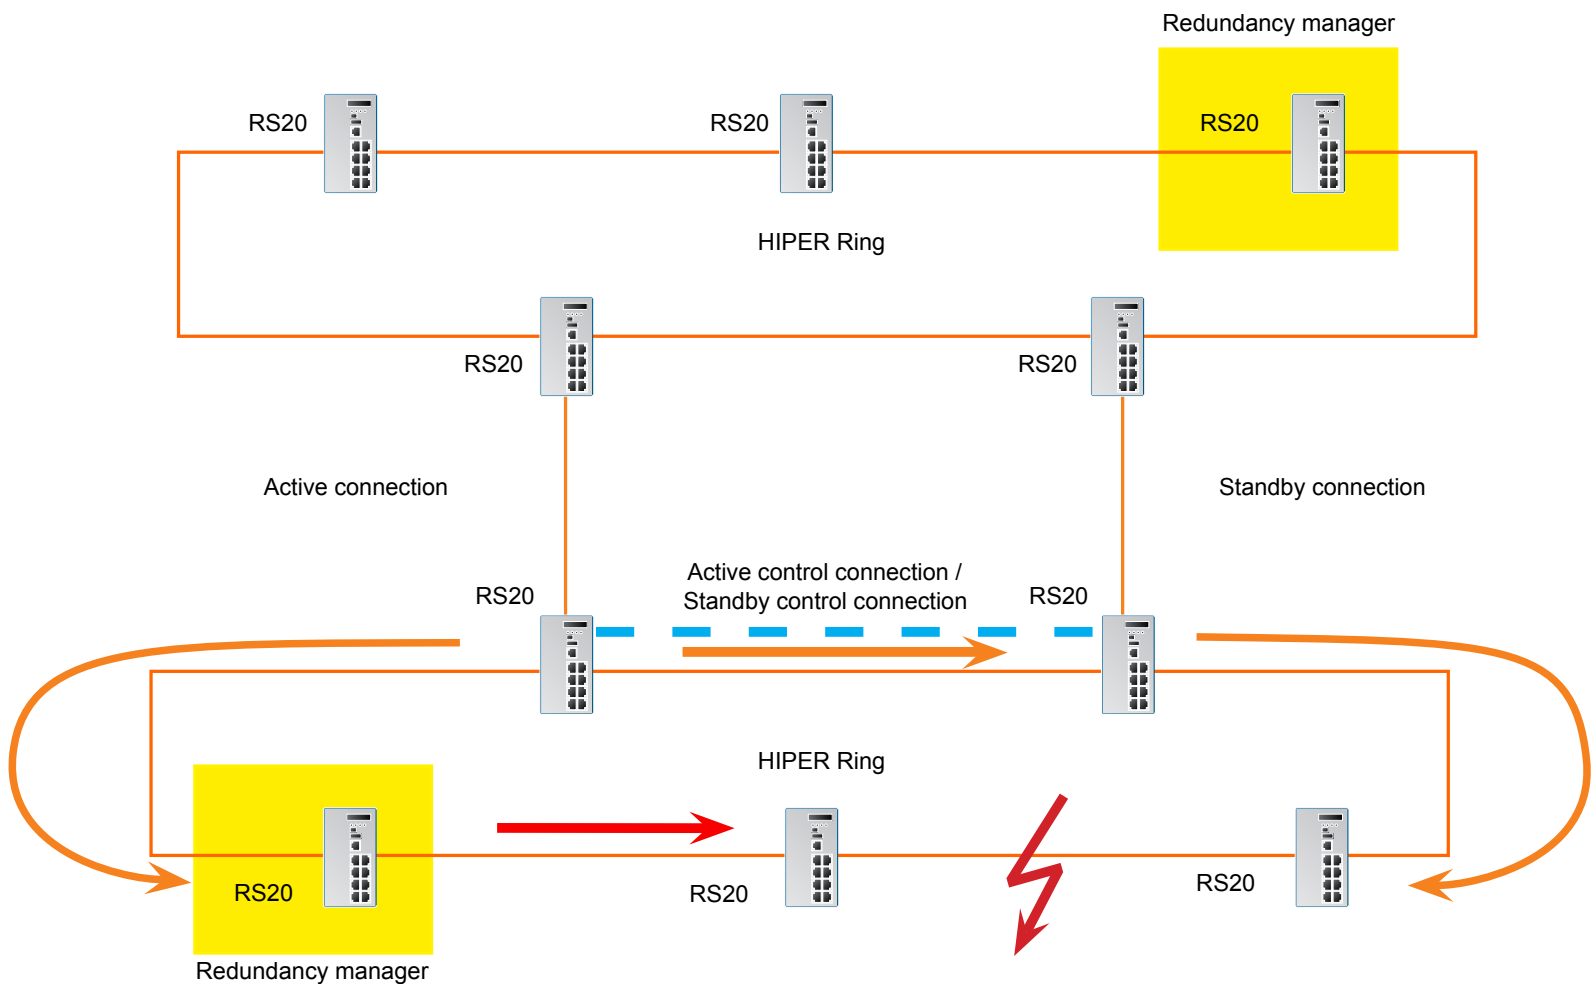 Redundancy manager
RS20
RS20
RS20
HIPER Ring
RS20
RS20
Active connection
Standby connection
Active control connection /
Standby control connection
RS20
RS20
HIPER Ring
RS20
RS20
RS20
Redundancy manager